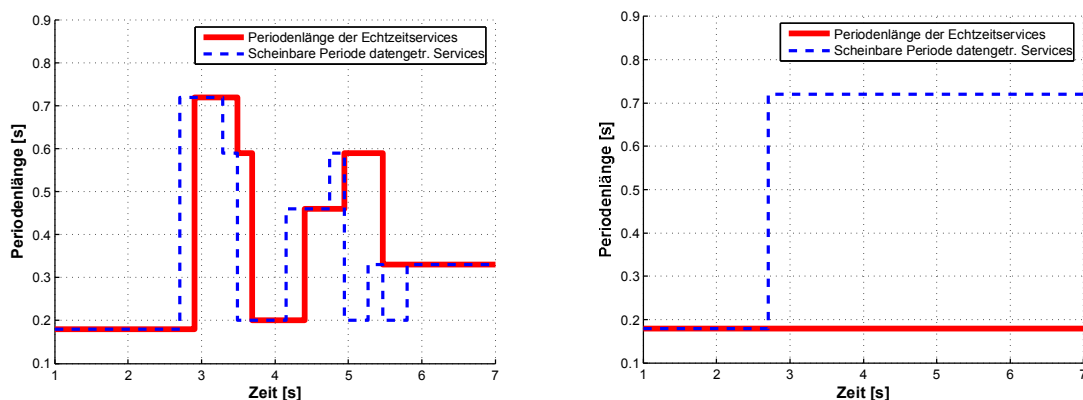 Periodenlänge der Echtzeitservices
Scheinbare Periode datengetr. Services
0.9
0.8
0.7
0.6
0.5
0.4
0.3
0.2
0.1
Periodenlänge [s]
1 2 3 4 5 6 7
Zeit [s]
Periodenlänge der Echtzeitservices
Scheinbare Periode datengetr. Services
0.9
0.8
0.7
0.6
0.5
0.4
0.3
0.2
0.1
Periodenlänge [s]
1 2 3 4 5 6 7
Zeit [s]